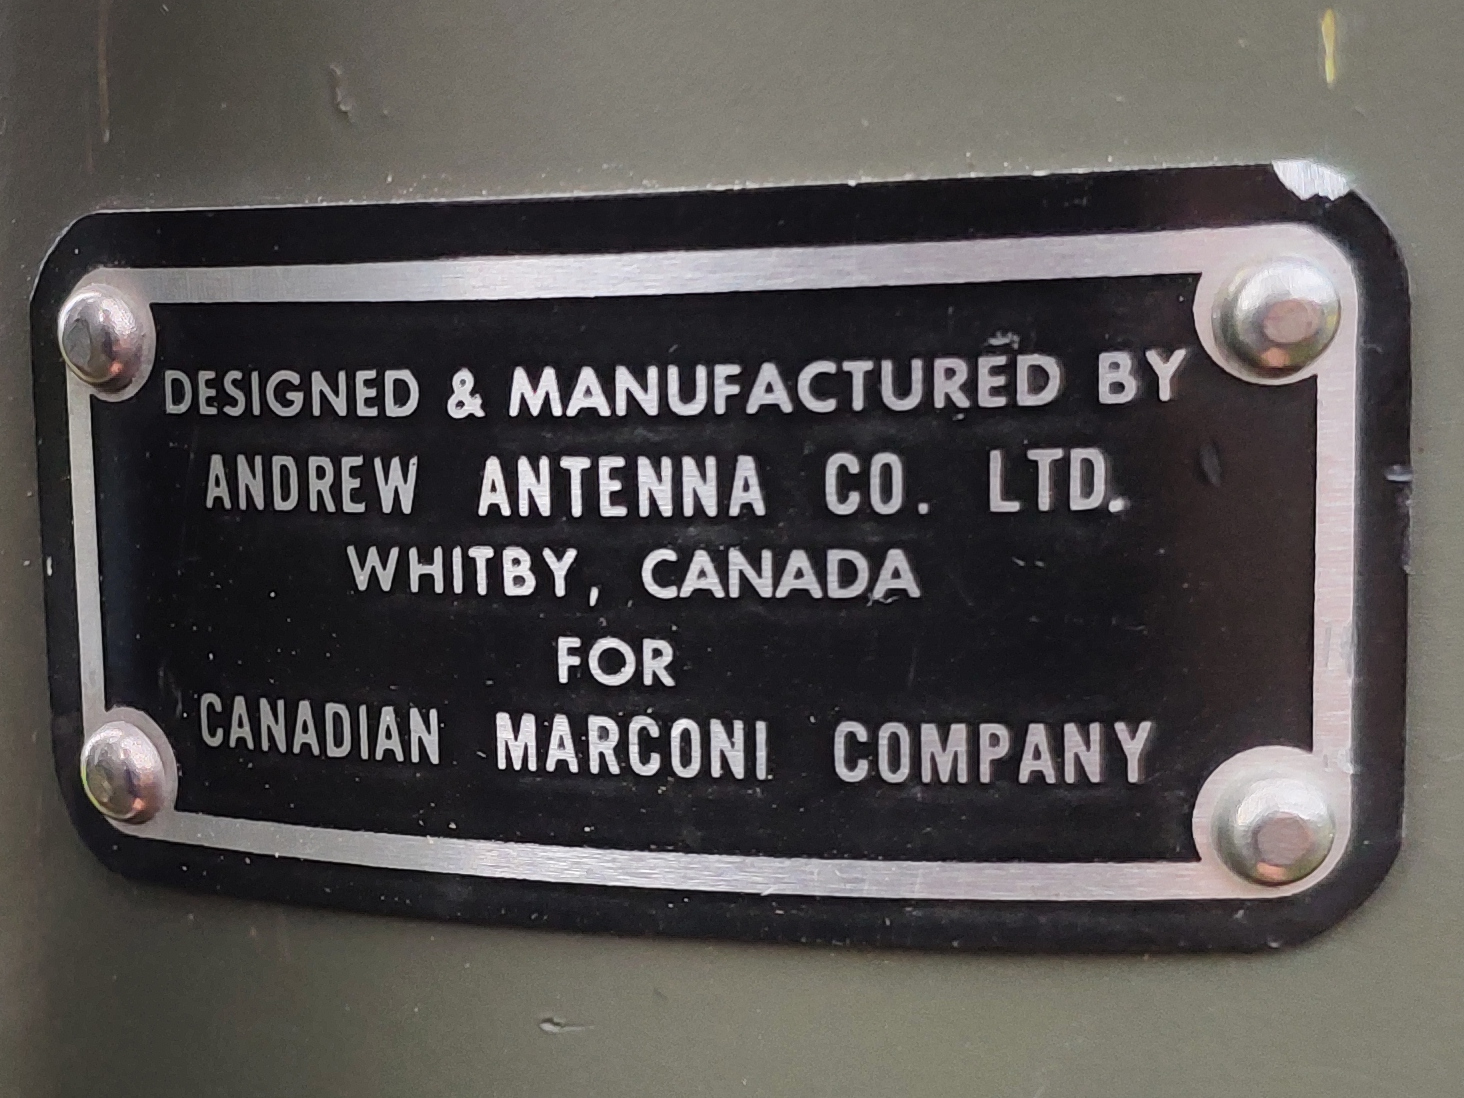 DESIGNED & MANUFACTURED BY
ANDREW ANTENNA CO. LTD.
WHITBY, CANADA
FOR
CANADIAN MARCONI COMPANY